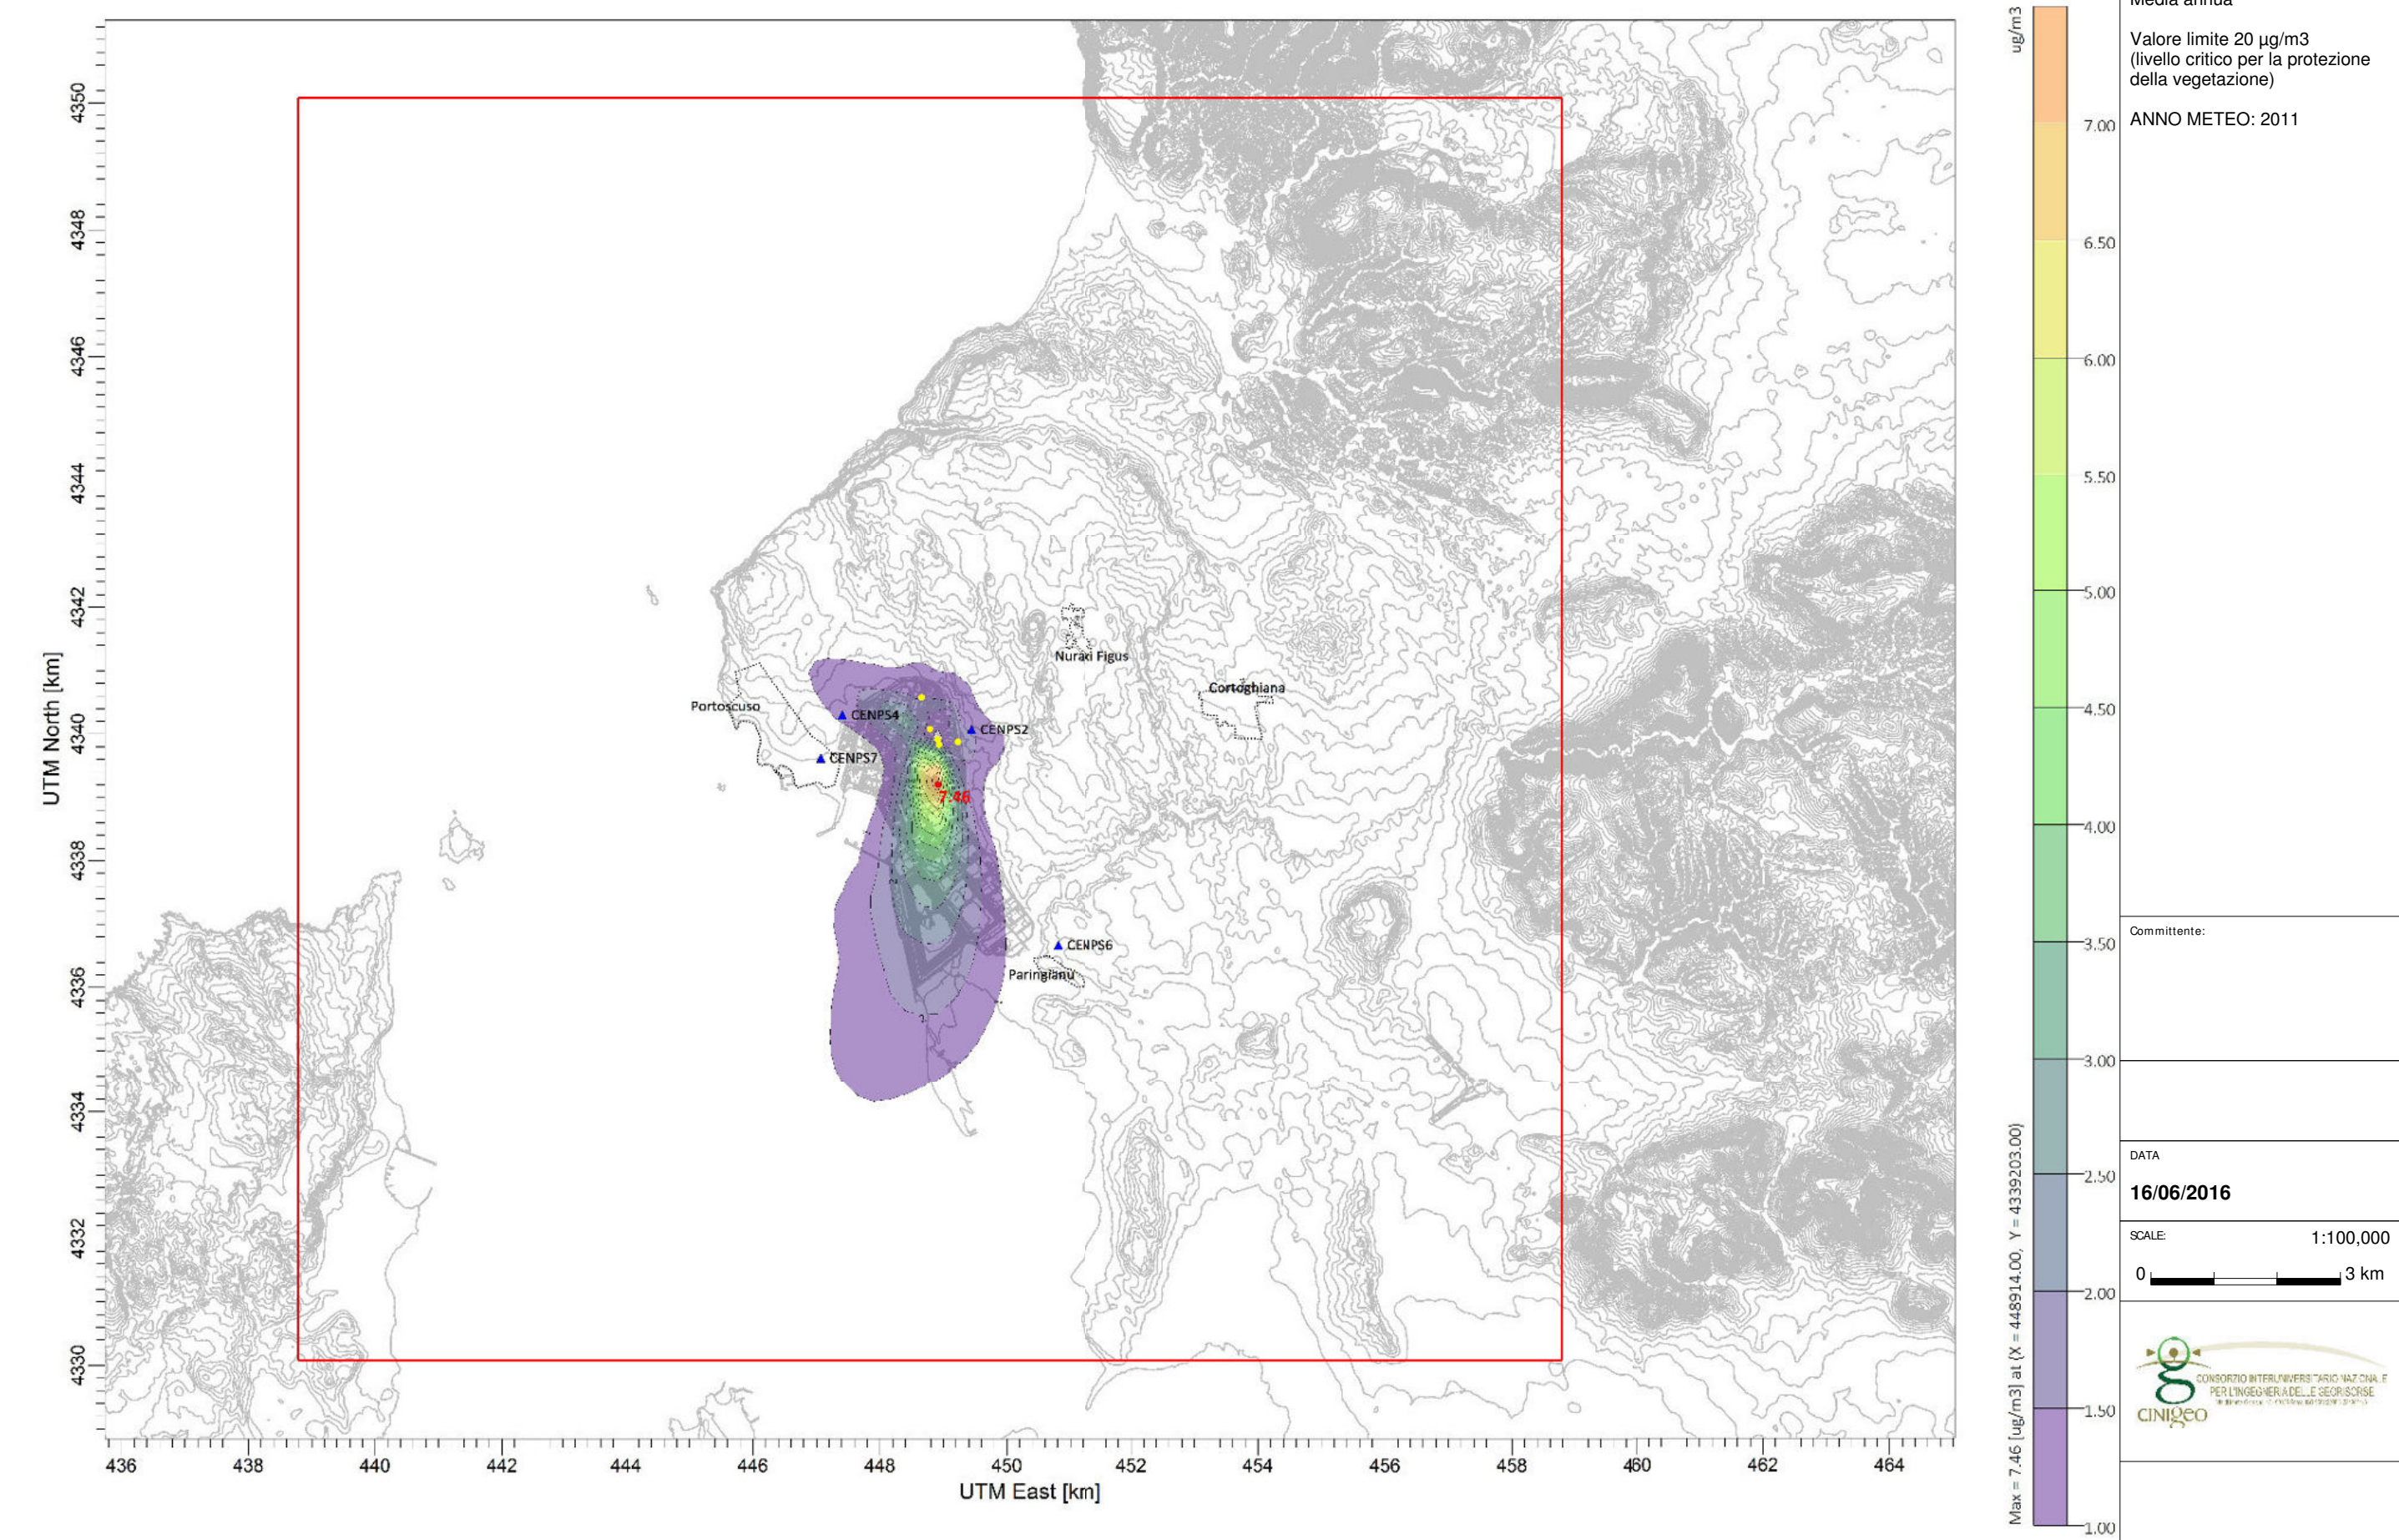 Media annua
Valore limite 20 µg/m3
(livello critico per la protezione
della vegetazione)
ANNO METEO: 2011
ug/m3
7.00
6.50
6.00
5.50
5.00
4.50
4.00
3.50
3.00
2.50
2.00
1.50
1.00
Max = 7.46 [ug/m3] at (X = 448914.00, Y = 4339203.00)
UTM North [km]
4350
4348
4346
4344
4342
4340
4338
4336
4334
4332
4330
Nuraxi Figus
Cortoghiana
Portoscuso
CENPS4
CENPS2
CENPS7
7.46
CENPS6
Paringianu
2
436
438
440
442
444
446
448
450
452
454
456
458
460
462
464
UTM East [km]
Committente:
DATA
16/06/2016
SCALE:
1:100,000
0
3 km
CONSORZIO INTERUNIVERSITARIO NAZIONALE
PER L'INGEGNERIA DELLE GEORISORSE
CINIGEO